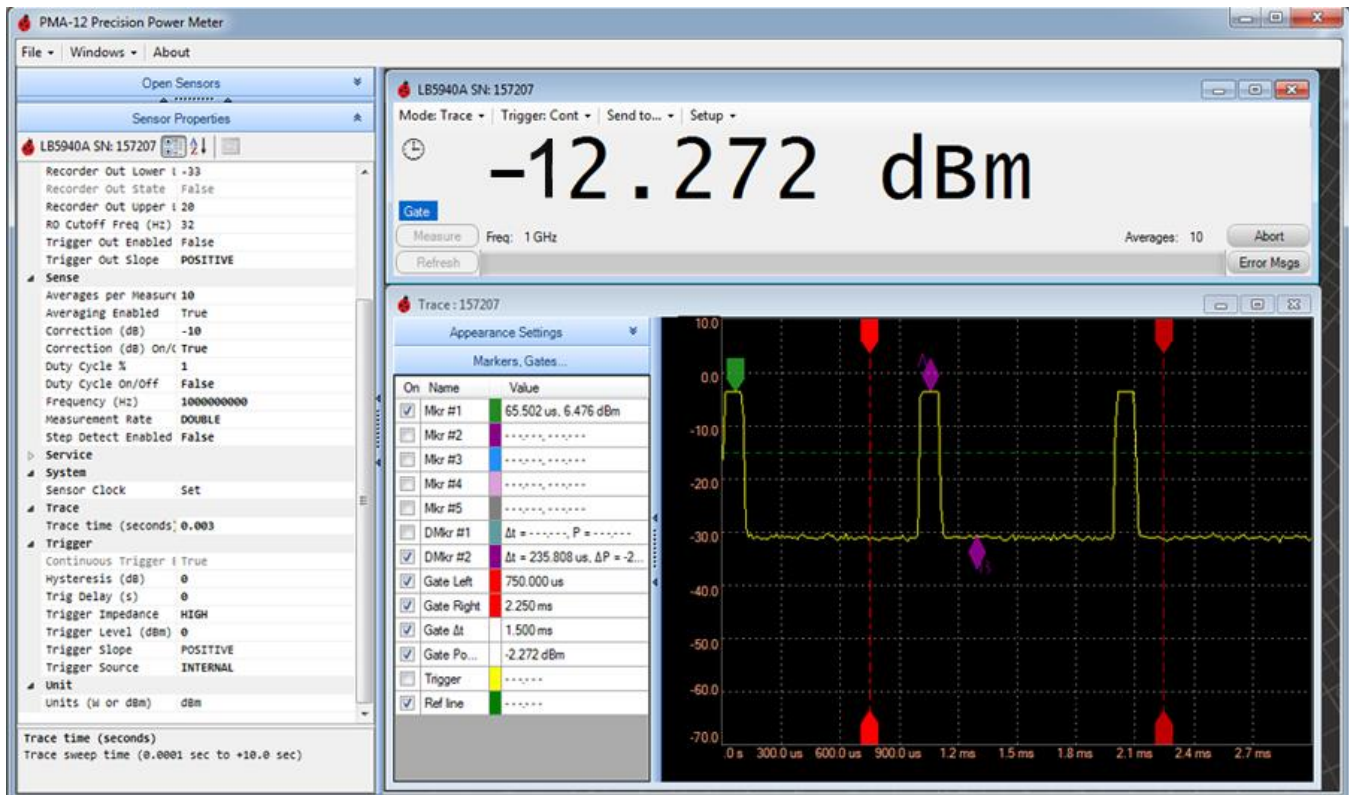 PMA-12 Precision Power Meter
File Windows About
Open Sensors
Sensor Properties
LB5940A SN: 157207
Recorder Out Lower L -33
Recorder Out State False
Recorder Out Upper L 20
RO Cutoff Freq (Hz) 32
Trigger Out Enabled False
Trigger Out Slope POSITIVE
Sense
Averages per Measure 10
Averaging Enabled True
Correction (dB) -10
Correction (dB) On/C True
Duty Cycle % 1
Duty Cycle On/Off False
Frequency (Hz) 1000000000
Measurement Rate DOUBLE
Step Detect Enabled False
Service
System
Sensor Clock Set
Trace
Trace time (seconds) 0.003
Trigger
Continuous Trigger E True
Hysteresis (dB) 0
Trig Delay (s) 0
Trigger Impedance HIGH
Trigger Level (dBm) 0
Trigger Slope POSITIVE
Trigger Source INTERNAL
Unit
Units (W or dBm) dBm
Trace time (seconds)
Trace sweep time (0.0001 sec to +10.0 sec)
LB5940A SN: 157207
Mode: Trace Trigger: Cont Send to... Setup
-12.272 dBm
Gate
Measure Freq: 1 GHz Averages: 10 Abort
Refresh Error Msgs
Trace : 157207
Appearance Settings
Markers, Gates...
On Name Value
Mkr #1 65.502 us, 6.476 dBm
Mkr #2 ---.---, ---.---
Mkr #3 ---.---, ---.---
Mkr #4 ---.---, ---.---
Mkr #5 ---.---, ---.---
DMkr #1 Δt = ---.---, P = ---.---
DMkr #2 Δt = 235.808 us, ΔP = -2...
Gate Left 750.000 us
Gate Right 2.250 ms
Gate Δt 1.500 ms
Gate Po... -2.272 dBm
Trigger ---.---
Ref line ---.---
10.0
0.0
-10.0
-20.0
-30.0
-40.0
-50.0
-60.0
-70.0
.0 s 300.0 us 600.0 us 900.0 us 1.2 ms 1.5 ms 1.8 ms 2.1 ms 2.4 ms 2.7 ms